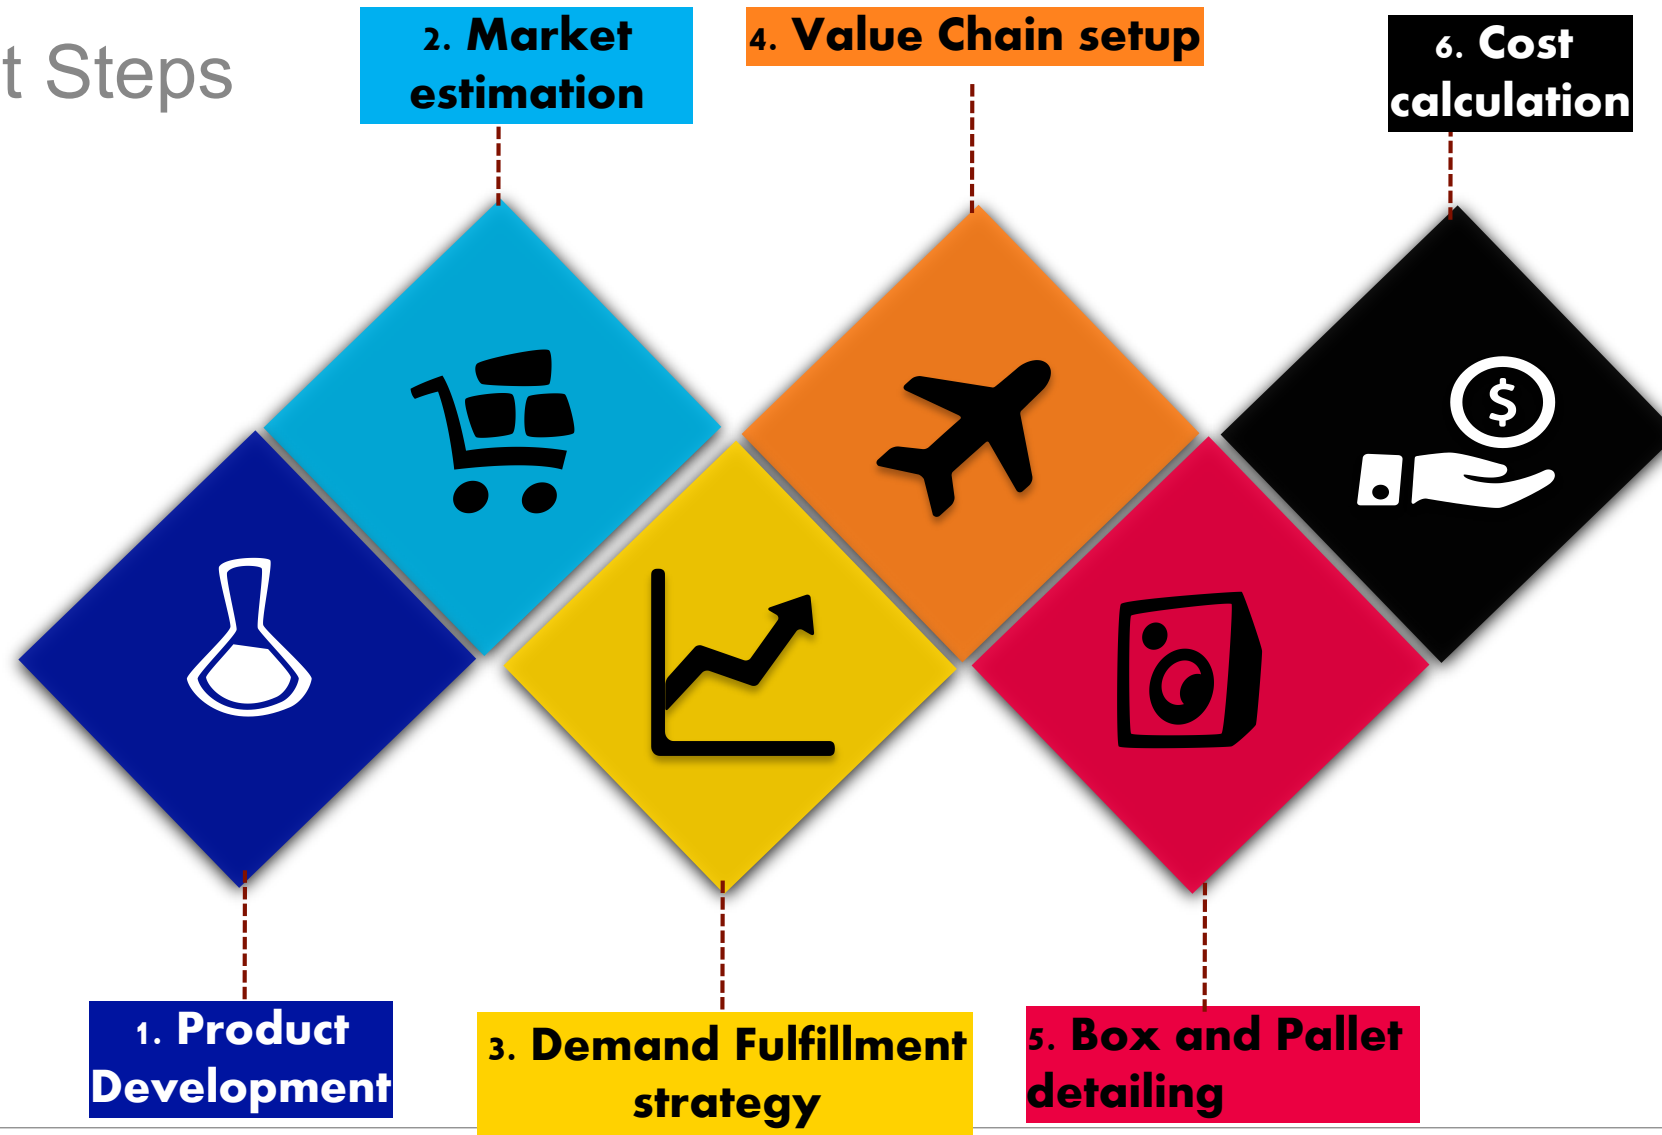 t Steps
2. Market
estimation
4. Value Chain setup
6. Cost
calculation
$
1. Product
Development
3. Demand Fulfillment
strategy
5. Box and Pallet
detailing